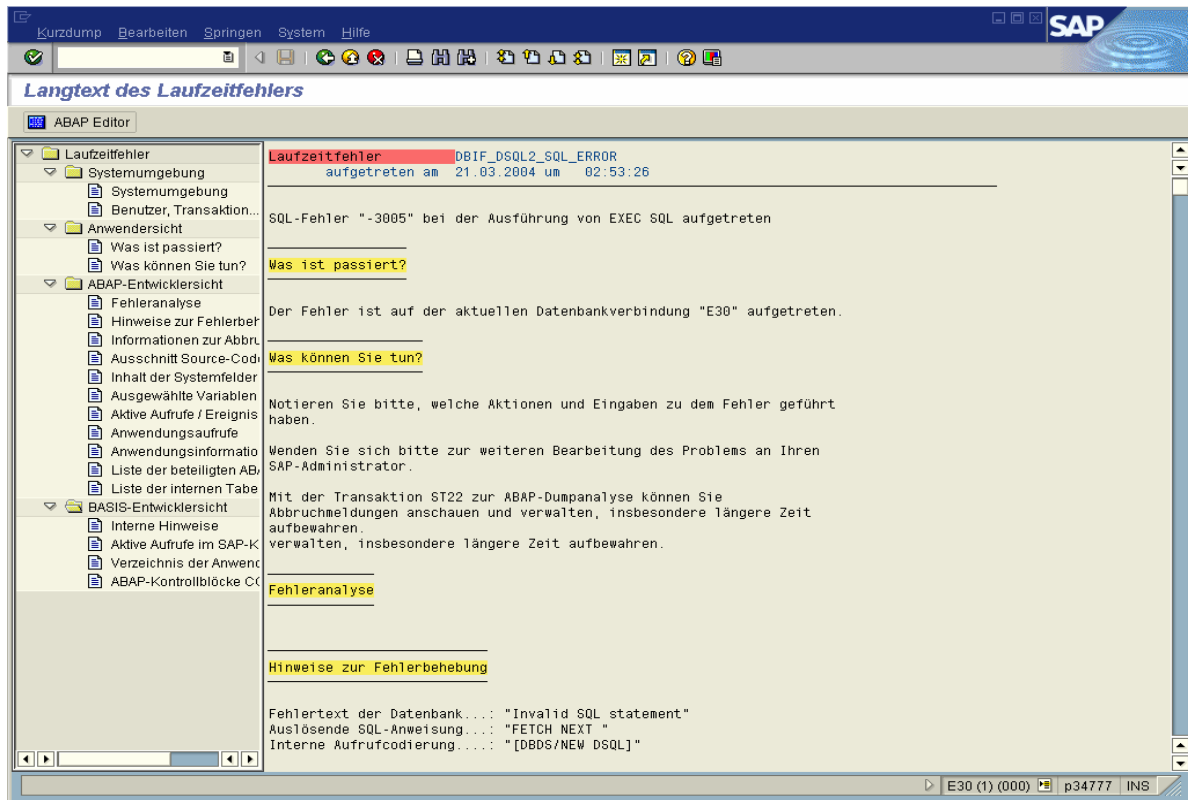 Kurzdump Bearbeiten Springen System Hilfe
SAP
Langtext des Laufzeitfehlers
ABAP Editor
Laufzeitfehler
Systemumgebung
Systemumgebung
Benutzer, Transaktion...
Anwendersicht
Was ist passiert?
Was können Sie tun?
ABAP-Entwicklersicht
Fehleranalyse
Hinweise zur Fehlerbeh
Informationen zur Abbru
Ausschnitt Source-Cod
Inhalt der Systemfelder
Ausgewählte Variablen
Aktive Aufrufe / Ereignis
Anwendungsaufrufe
Anwendungsinformatio
Liste der beteiligten AB
Liste der internen Tabe
BASIS-Entwicklersicht
Interne Hinweise
Aktive Aufrufe im SAP-K
Verzeichnis der Anwend
ABAP-Kontrollblöcke CO
Laufzeitfehler DBIF_DSQL2_SQL_ERROR
aufgetreten am 21.03.2004 um 02:53:26
SQL-Fehler "-3005" bei der Ausführung von EXEC SQL aufgetreten
Was ist passiert?
Der Fehler ist auf der aktuellen Datenbankverbindung "E30" aufgetreten.
Was können Sie tun?
Notieren Sie bitte, welche Aktionen und Eingaben zu dem Fehler geführt
haben.
Wenden Sie sich bitte zur weiteren Bearbeitung des Problems an Ihren
SAP-Administrator.
Mit der Transaktion ST22 zur ABAP-Dumpanalyse können Sie
Abbruchmeldungen anschauen und verwalten, insbesondere längere Zeit
aufbewahren.
verwalten, insbesondere längere Zeit aufbewahren.
Fehleranalyse
Hinweise zur Fehlerbehebung
Fehlertext der Datenbank...: "Invalid SQL statement"
Auslösende SQL-Anweisung...: "FETCH NEXT "
Interne Aufrufcodierung....: "[DBDS/NEW DSQL]"
E30 (1) (000) p34777 INS